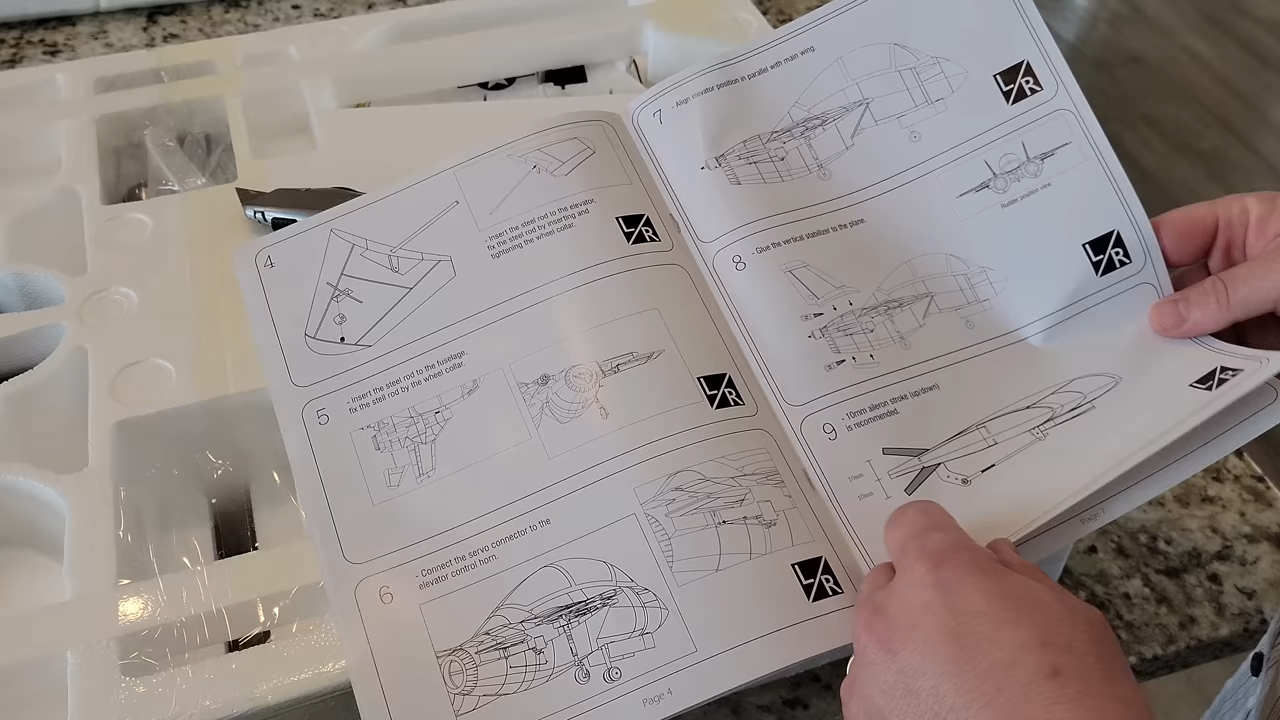 4
- Insert the steel rod to the elevator,
fix the steel rod by inserting and
tightening the wheel collar.
L/R
5
- Insert the steel rod to the fuselage,
fix the stell rod by the wheel collar.
L/R
6
- Connect the servo connector to the
elevator control horn.
L/R
Page 4
7
- Align elevator position in parallel with main wing.
L/R
8
- Glue the vertical stabilizer to the plane.
Rudder position view
L/R
9
- 10mm aileron stroke (up/down)
is recommended.
10mm
10mm
L/R
Page 7